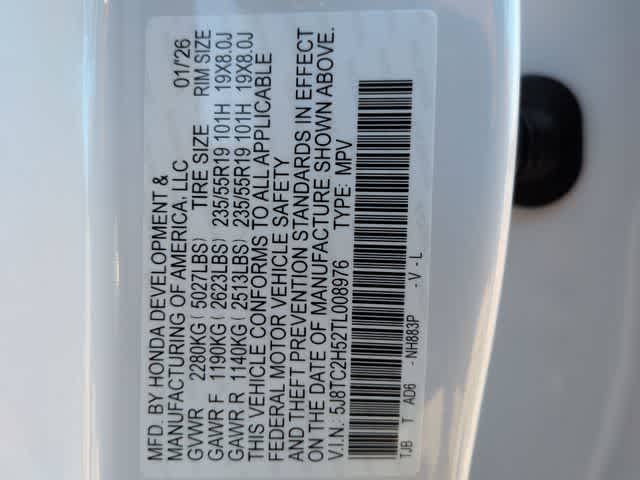 MFD. BY HONDA DEVELOPMENT & 01/'26
MANUFACTURING OF AMERICA, LLC
GVWR 2280KG ( 5027LBS) TIRE SIZE RIM SIZE
GAWR F 1190KG ( 2623LBS) 235/55R19 101H 19X8.0J
GAWR R 1140KG ( 2513LBS) 235/55R19 101H 19X8.0J
THIS VEHICLE CONFORMS TO ALL APPLICABLE
FEDERAL MOTOR VEHICLE SAFETY
AND THEFT PREVENTION STANDARDS IN EFFECT
ON THE DATE OF MANUFACTURE SHOWN ABOVE.
V.I.N.: 5J8TC2H52TL008976 TYPE: MPV
TJB T AD6 - NH883P - V - L